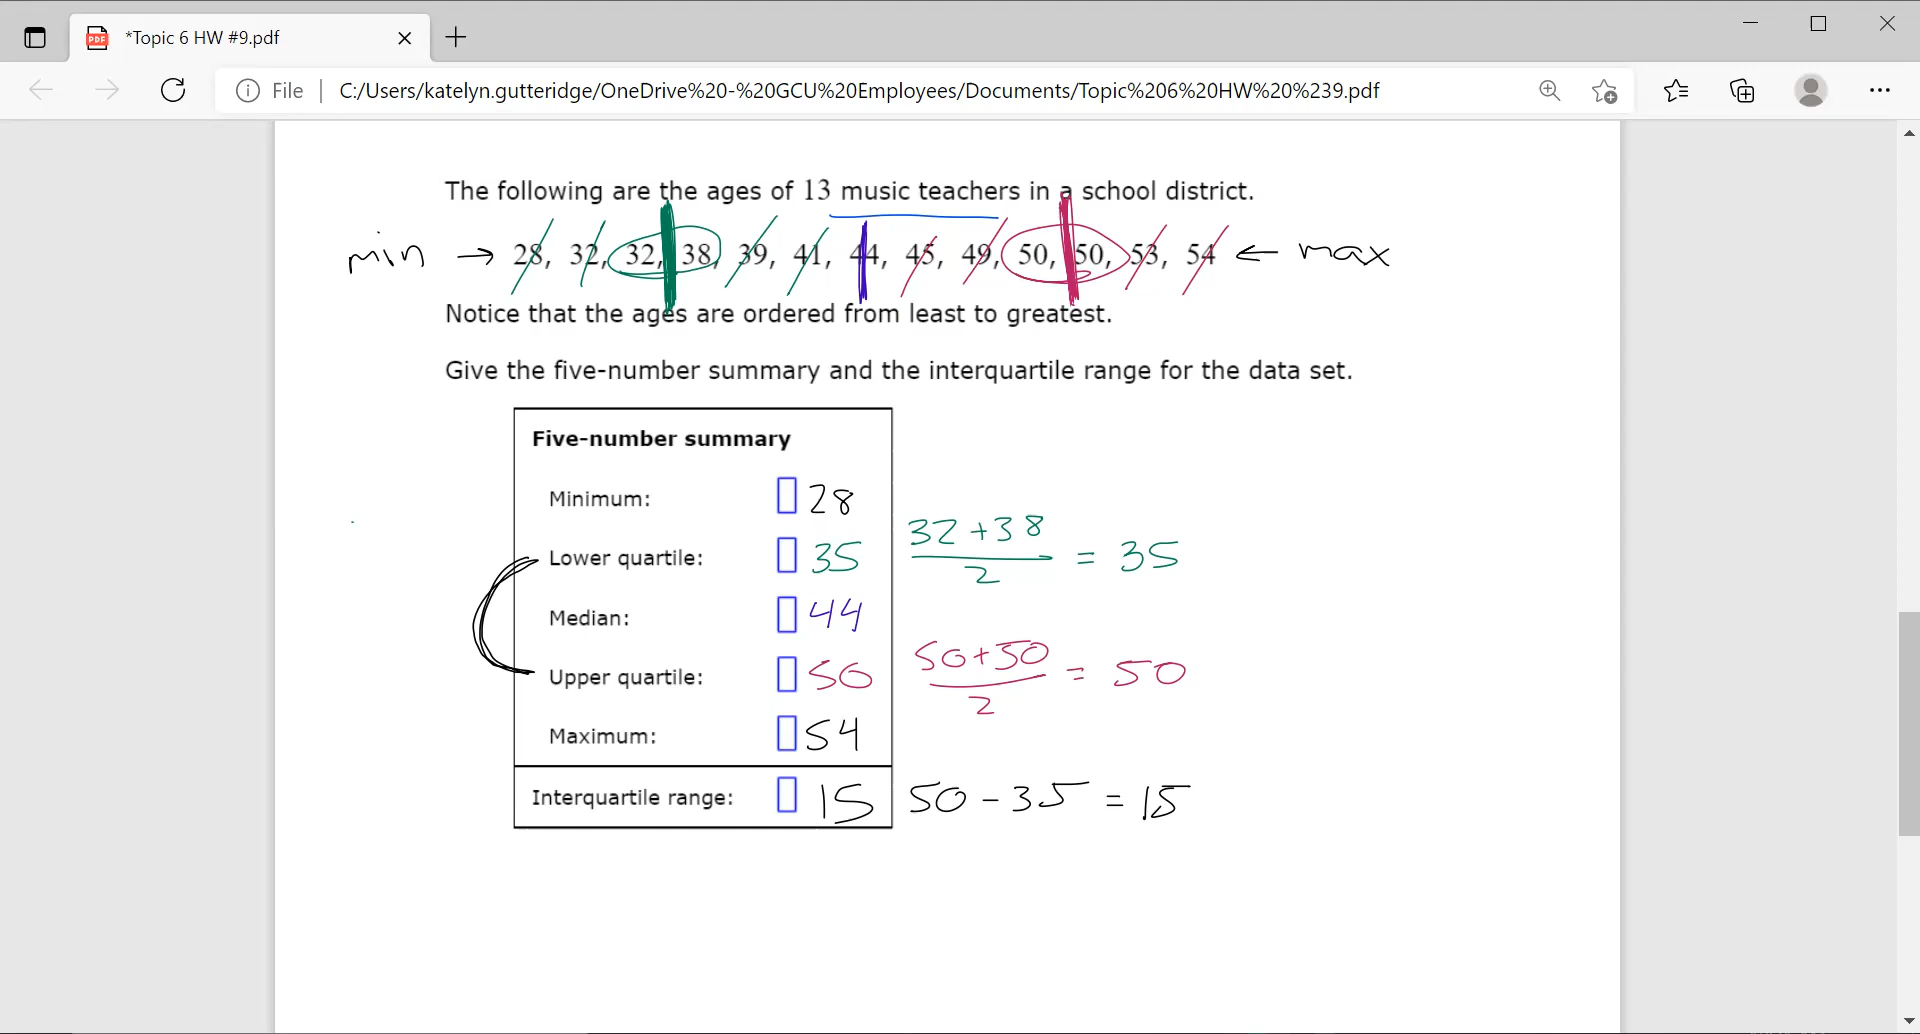 *Topic 6 HW #9.pdf
File | C:/Users/katelyn.gutteridge/OneDrive%20-%20GCU%20Employees/Documents/Topic%206%20HW%20%239.pdf
The following are the ages of 13 music teachers in a school district.
min → 28, 32, 32, 38, 39, 41, 44, 45, 49, 50, 50, 53, 54 ← max
Notice that the ages are ordered from least to greatest.
Give the five-number summary and the interquartile range for the data set.
Five-number summary
Minimum: 28
Lower quartile: 35 (32+38)/2 = 35
Median: 44
Upper quartile: 50 (50+50)/2 = 50
Maximum: 54
Interquartile range: 15 50 - 35 = 15